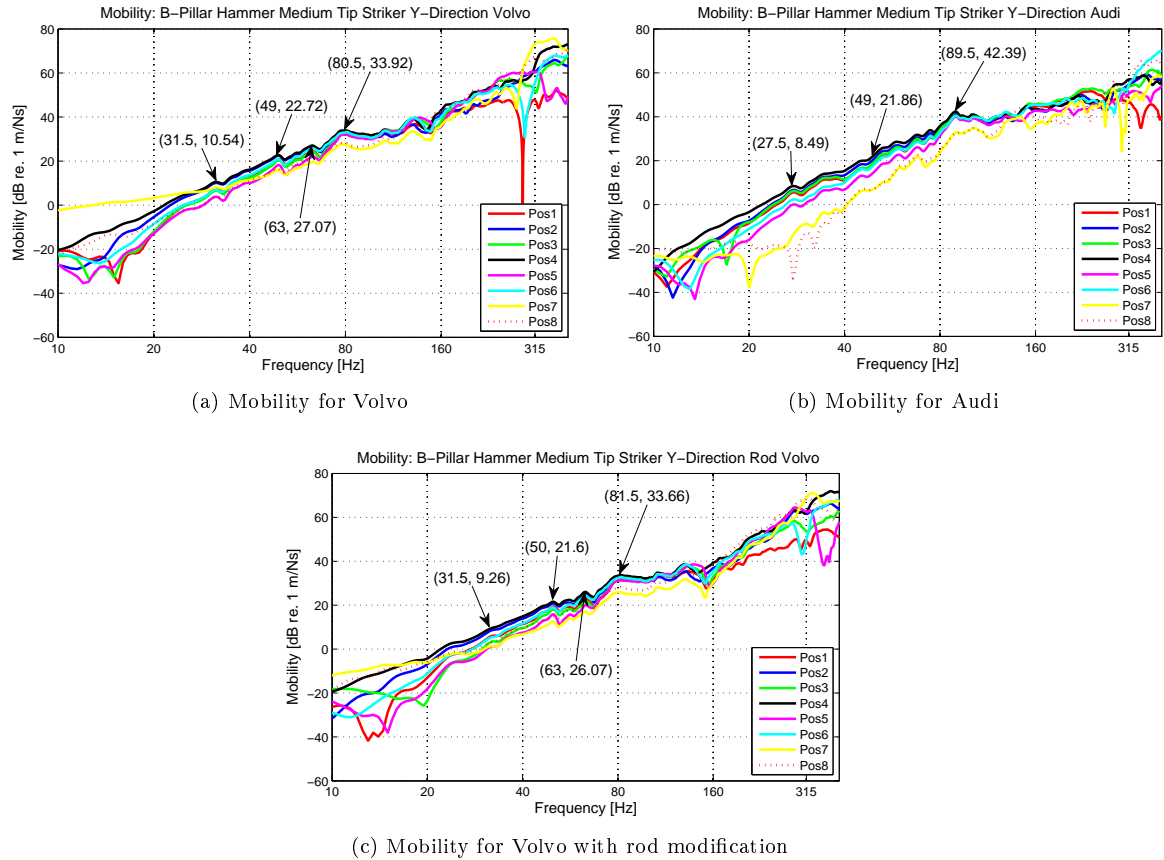 Mobility: B−Pillar Hammer Medium Tip Striker Y−Direction Volvo
Mobility [dB re. 1 m/Ns]
80
60
40
20
0
−20
−40
−60
(31.5, 10.54)
(49, 22.72)
(80.5, 33.92)
(63, 27.07)
Pos1
Pos2
Pos3
Pos4
Pos5
Pos6
Pos7
Pos8
10 20 40 80 160 315
Frequency [Hz]
(a) Mobility for Volvo
Mobility: B−Pillar Hammer Medium Tip Striker Y−Direction Audi
Mobility [dB re. 1 m/Ns]
80
60
40
20
0
−20
−40
−60
(27.5, 8.49)
(49, 21.86)
(89.5, 42.39)
Pos1
Pos2
Pos3
Pos4
Pos5
Pos6
Pos7
Pos8
10 20 40 80 160 315
Frequency [Hz]
(b) Mobility for Audi
Mobility: B−Pillar Hammer Medium Tip Striker Y−Direction Rod Volvo
Mobility [dB re. 1 m/Ns]
80
60
40
20
0
−20
−40
−60
(31.5, 9.26)
(50, 21.6)
(81.5, 33.66)
(63, 26.07)
Pos1
Pos2
Pos3
Pos4
Pos5
Pos6
Pos7
Pos8
10 20 40 80 160 315
Frequency [Hz]
(c) Mobility for Volvo with rod modification